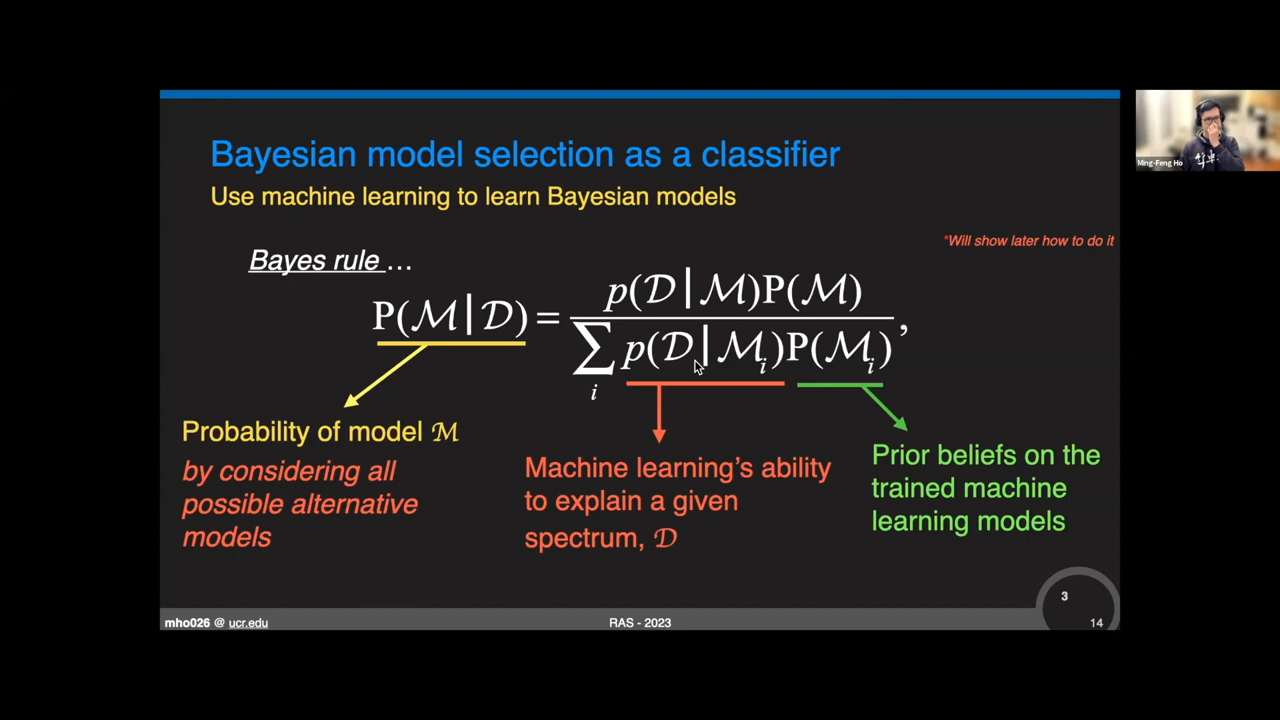 Bayesian model selection as a classifier
Use machine learning to learn Bayesian models
*Will show later how to do it
Bayes rule …
P(ℳ|𝒟) = p(𝒟|ℳ)P(ℳ) / ∑_i p(𝒟|ℳ_i)P(ℳ_i),
Probability of model ℳ
by considering all
possible alternative
models
Machine learning's ability
to explain a given
spectrum, 𝒟
Prior beliefs on the
trained machine
learning models
3
mho026 @ ucr.edu
RAS - 2023
14
Ming-Feng Ho